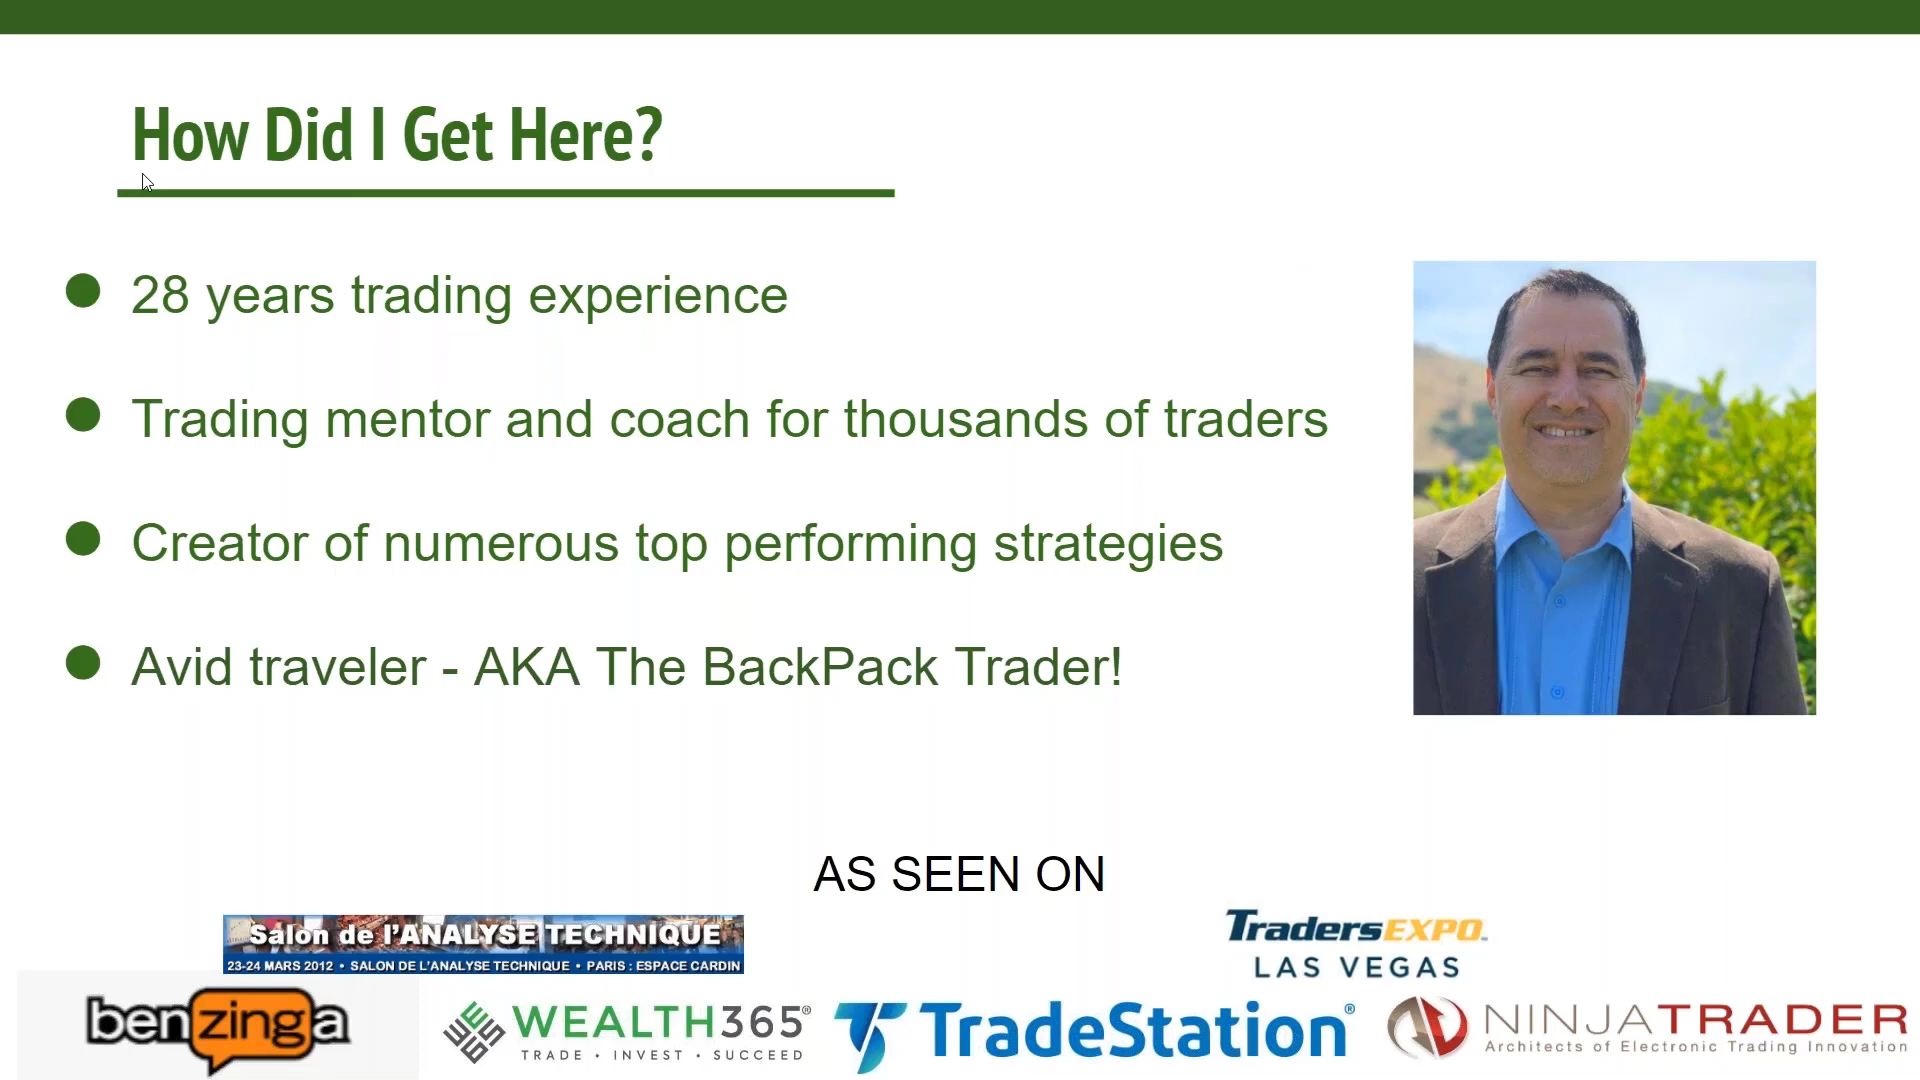 How Did I Get Here?
28 years trading experience
Trading mentor and coach for thousands of traders
Creator of numerous top performing strategies
Avid traveler - AKA The BackPack Trader!
AS SEEN ON
Salon de l'ANALYSE TECHNIQUE
23-24 MARS 2012 • SALON DE L'ANALYSE TECHNIQUE • PARIS : ESPACE CARDIN
TradersEXPO
LAS VEGAS
benzinga
WEALTH365®
TRADE • INVEST • SUCCEED
TradeStation®
NINJATRADER
Architects of Electronic Trading Innovation